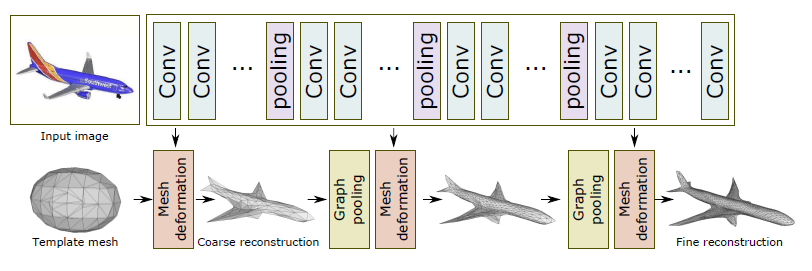 Conv
Conv
...
pooling
Conv
Conv
...
pooling
Conv
Conv
...
pooling
Conv
...
Conv
Southwest
Input image
Mesh
deformation
Graph
pooling
Mesh
deformation
Graph
pooling
Mesh
deformation
Template mesh
Coarse reconstruction
Fine reconstruction